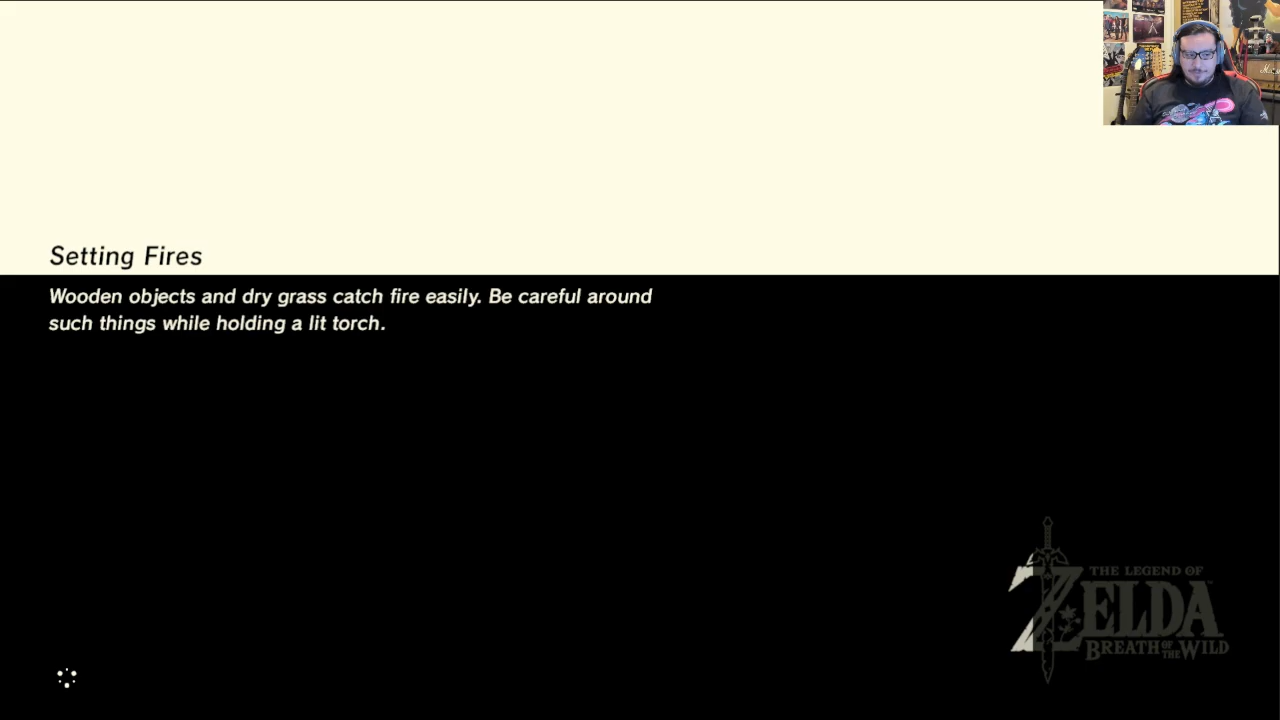 Setting Fires
Wooden objects and dry grass catch fire easily. Be careful around
such things while holding a lit torch.
THE LEGEND OF
ZELDA
BREATH OF THE WILD